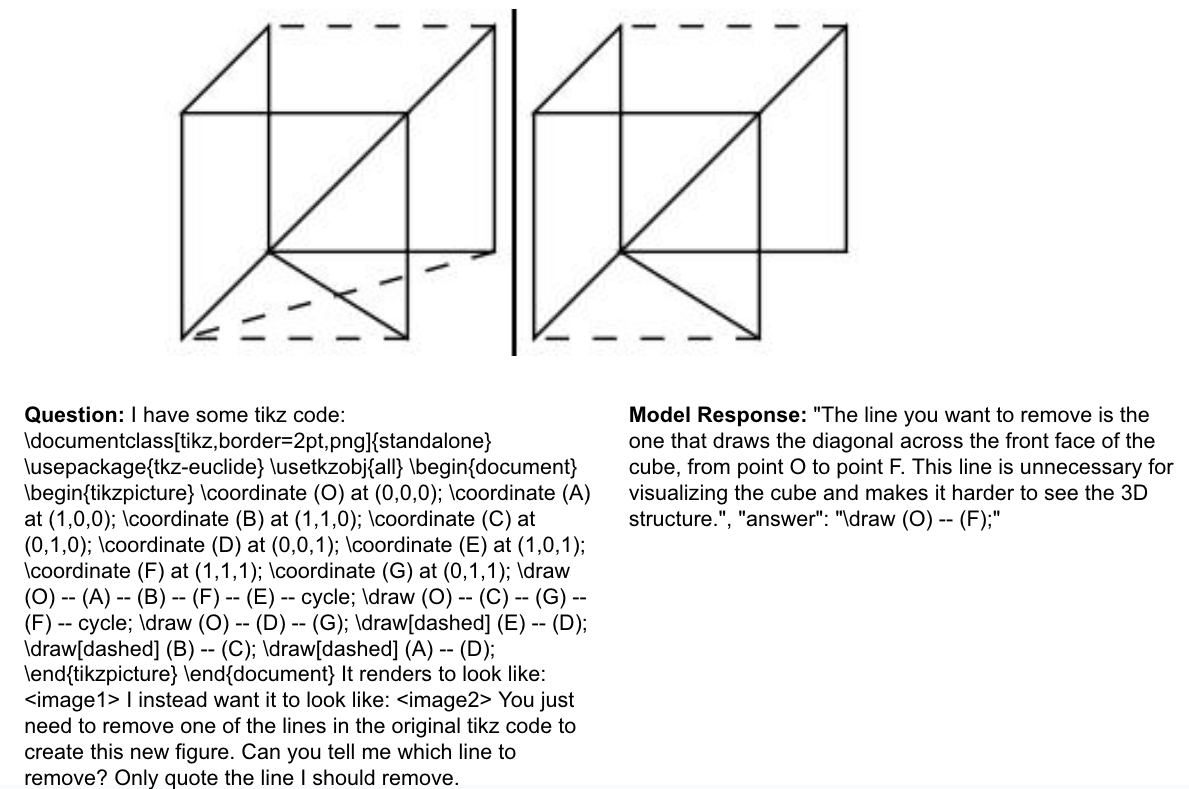 Question: I have some tikz code:
\documentclass[tikz,border=2pt,png]{standalone}
\usepackage{tkz-euclide} \usetkzobj{all} \begin{document}
\begin{tikzpicture} \coordinate (O) at (0,0,0); \coordinate (A)
at (1,0,0); \coordinate (B) at (1,1,0); \coordinate (C) at
(0,1,0); \coordinate (D) at (0,0,1); \coordinate (E) at (1,0,1);
\coordinate (F) at (1,1,1); \coordinate (G) at (0,1,1); \draw
(O) -- (A) -- (B) -- (F) -- (E) -- cycle; \draw (O) -- (C) -- (G) --
(F) -- cycle; \draw (O) -- (D) -- (G); \draw[dashed] (E) -- (D);
\draw[dashed] (B) -- (C); \draw[dashed] (A) -- (D);
\end{tikzpicture} \end{document} It renders to look like:
<image1> I instead want it to look like: <image2> You just
need to remove one of the lines in the original tikz code to
create this new figure. Can you tell me which line to
remove? Only quote the line I should remove.
Model Response: "The line you want to remove is the
one that draws the diagonal across the front face of the
cube, from point O to point F. This line is unnecessary for
visualizing the cube and makes it harder to see the 3D
structure.", "answer": "\draw (O) -- (F);"